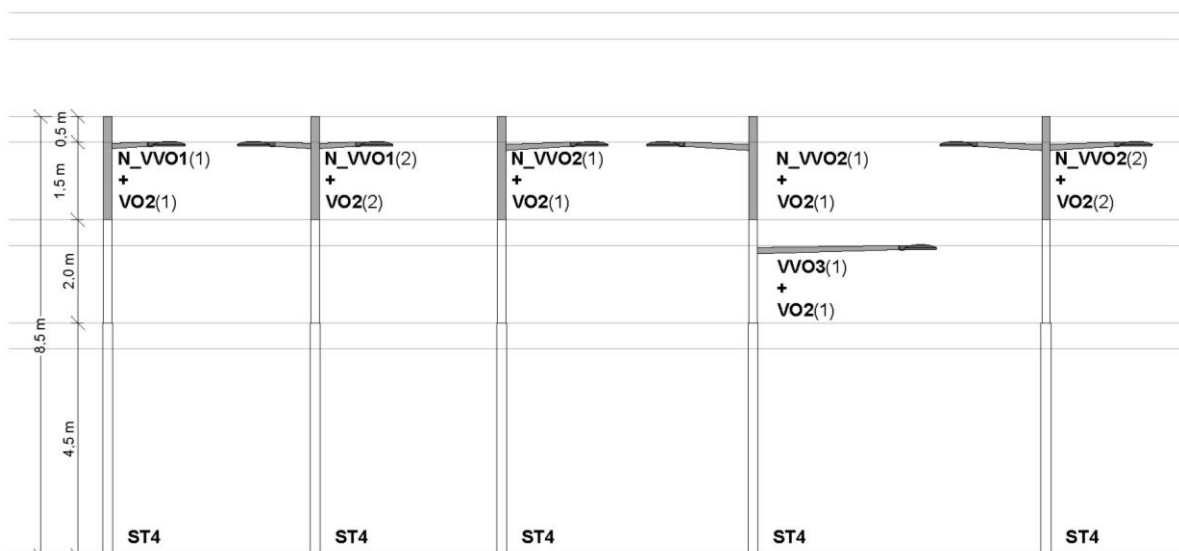 0,5 m
1.5 m
2,0 m
8,5 m
4,5 m
N_VVO1(1)
+
VO2(1)
N_VVO1(2)
+
VO2(2)
N_VVO2(1)
+
VO2(1)
N_VVO2(1)
+
VO2(1)
N_VVO2(2)
+
VO2(2)
VVO3(1)
+
VO2(1)
ST4
ST4
ST4
ST4
ST4